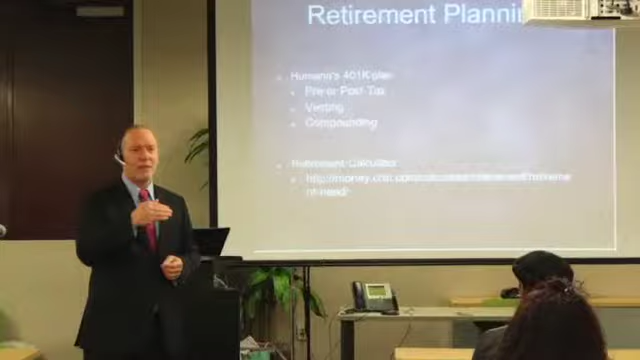 Retirement Plannin
Humana's 401K plan
Pre or Post Tax
Vesting
Compounding
Retirement Calculator